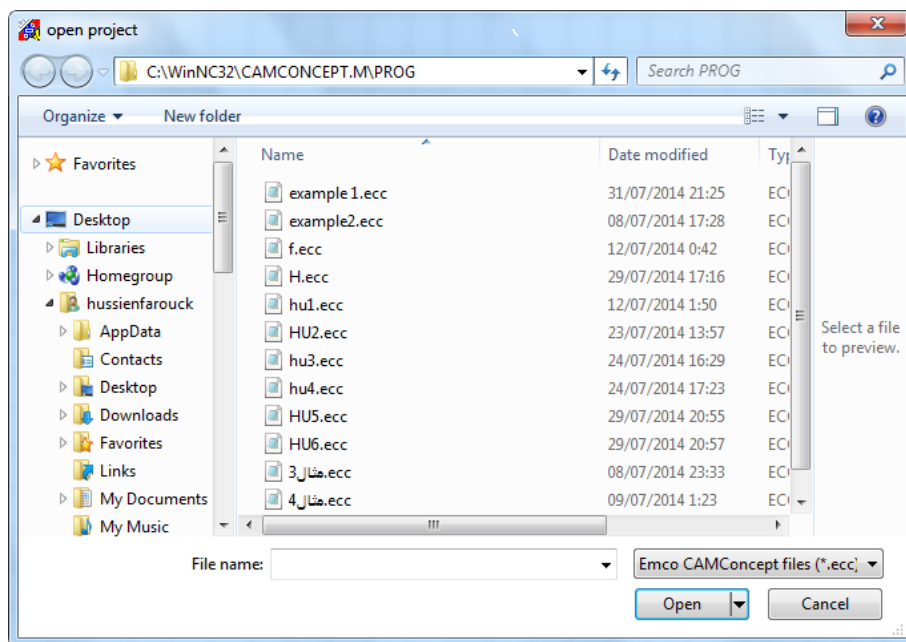 open project
C:\WinNC32\CAMCONCEPT.M\PROG
Search PROG
Organize
New folder
Favorites
Desktop
Libraries
Homegroup
hussienfarouck
AppData
Contacts
Desktop
Downloads
Favorites
Links
My Documents
My Music
Name Date modified
example 1.ecc 31/07/2014 21:25 EC
example2.ecc 08/07/2014 17:28 EC
f.ecc 12/07/2014 0:42 EC
H.ecc 29/07/2014 17:16 EC
hu1.ecc 12/07/2014 1:50 EC
HU2.ecc 23/07/2014 13:57 EC
hu3.ecc 24/07/2014 16:29 EC
hu4.ecc 24/07/2014 17:23 EC
HU5.ecc 29/07/2014 20:55 EC
HU6.ecc 29/07/2014 20:57 EC
مثال3.ecc 08/07/2014 23:33 EC
مثال4.ecc 09/07/2014 1:23 EC
Select a file
to preview.
File name:
Emco CAMConcept files (*.ecc)
Open
Cancel